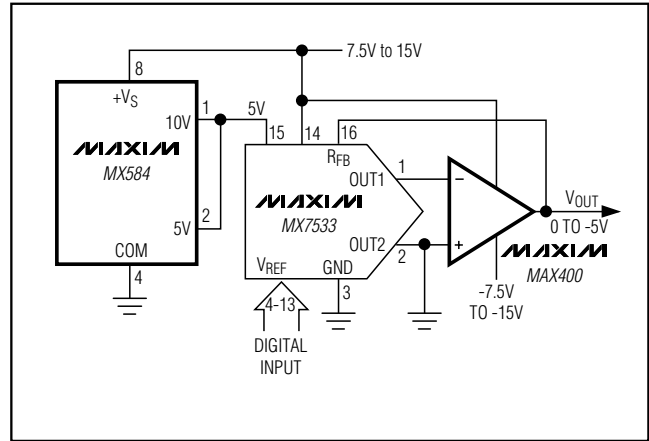 7.5V to 15V
8
+VS
1
10V
5V
15
14
16
MAXIM
MX584
RFB
OUT1
1
−
MAXIM
MX7533
2
5V
COM
4
OUT2
2
+
VOUT
0 TO -5V
MAXIM
MAX400
VREF
GND
3
4-13
-7.5V
TO -15V
DIGITAL
INPUT